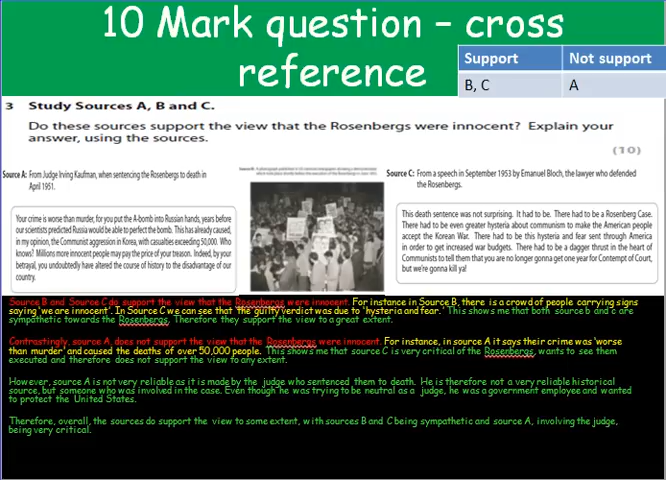 10 Mark question – cross
reference
Support
Not support
B, C
A
3 Study Sources A, B and C.
Do these sources support the view that the Rosenbergs were innocent? Explain your
answer, using the sources.
(10)
Source A: From Judge Irving Kaufman, when sentencing the Rosenbergs to death in
April 1951.
Source C: From a speech in September 1953 by Emanuel Bloch, the lawyer who defended
the Rosenbergs.
Your crime is worse than murder, for you put the A-bomb into Russian hands, years before
our scientists predicted Russia would be able to perfect the bomb. This has already caused,
in my opinion, the Communist aggression in Korea, with casualties exceeding 50,000. Who
knows? Millions more innocent people may pay the price of your treason. Indeed, by your
betrayal, you undoubtedly have altered the course of history to the disadvantage of our
country.
This death sentence was not surprising. It had to be. There had to be a Rosenberg Case.
There had to be even greater hysteria about communism to make the American people
accept the Korean War. There had to be this hysteria and fear sent through America
in order to get increased war budgets. There had to be a dagger thrust in the heart of
Communists to tell them that you are no longer gonna get one year for Contempt of Court,
but we're gonna kill ya!
Source B and Source C do support the view that the Rosenbergs were innocent. For instance in Source B, there is a crowd of people carrying signs
saying 'we are innocent'. In Source C we can see that 'the guilty verdict was due to 'hysteria and fear.' This shows me that both source b and c are
sympathetic towards the Rosenbergs. Therefore they support the view to a great extent.
Contrastingly, source A, does not support the view that the Rosenbergs were innocent. For instance, in source A it says their crime was 'worse
than murder' and caused the deaths of over 50,000 people. This shows me that source C is very critical of the Rosenbergs, wants to see them
executed and therefore does not support the view to any extent.
However, source A is not very reliable as it is made by the judge who sentenced them to death. He is therefore not a very reliable historical
source, but someone who was involved in the case. Even though he was trying to be neutral as a judge, he was a government employee and wanted
to protect the United States.
Therefore, overall, the sources do support the view to some extent, with sources B and C being sympathetic and source A, involving the judge,
being very critical.